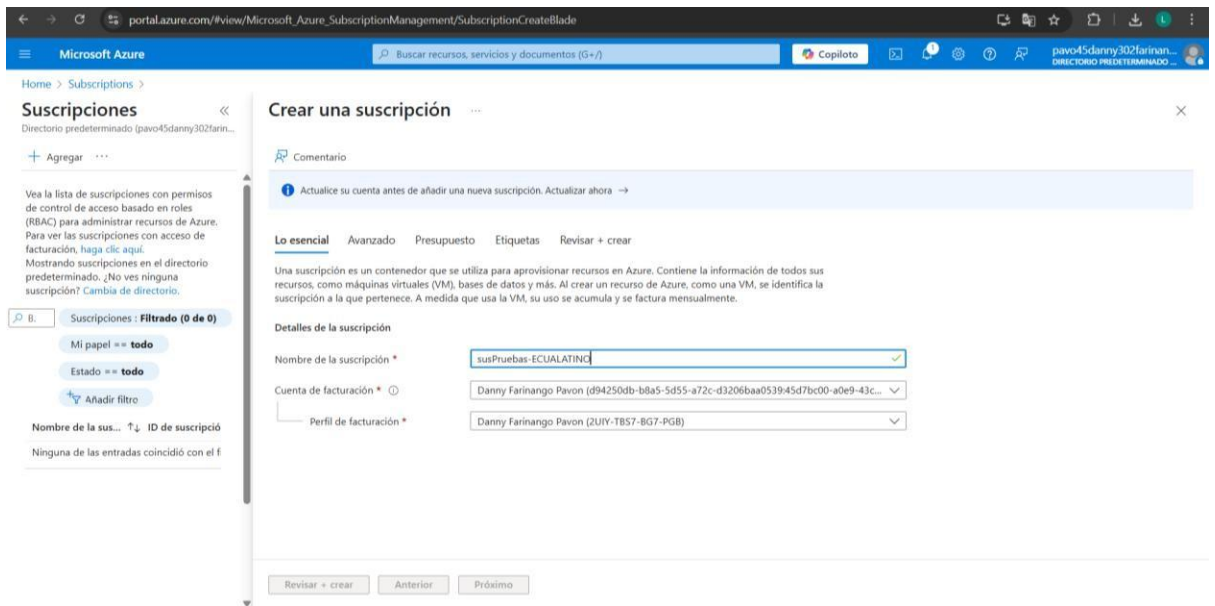 portal.azure.com/#view/Microsoft_Azure_SubscriptionManagement/SubscriptionCreateBlade
L
Microsoft Azure
Buscar recursos, servicios y documentos (G+/)
Copiloto
1
pavo45danny302farinan...
DIRECTORIO PREDETERMINADO ...
Home > Subscriptions >
Suscripciones
Directorio predeterminado (pavo45danny302farin...
+ Agregar ...
Vea la lista de suscripciones con permisos
de control de acceso basado en roles
(RBAC) para administrar recursos de Azure.
Para ver las suscripciones con acceso de
facturación, haga clic aquí.
Mostrando suscripciones en el directorio
predeterminado. ¿No ves ninguna
suscripción? Cambia de directorio.
B.
Suscripciones : Filtrado (0 de 0)
Mi papel == todo
Estado == todo
Añadir filtro
Nombre de la sus... ↑↓ ID de suscripció
Ninguna de las entradas coincidió con el f
Crear una suscripción ...
Comentario
Actualice su cuenta antes de añadir una nueva suscripción. Actualizar ahora →
Lo esencial Avanzado Presupuesto Etiquetas Revisar + crear
Una suscripción es un contenedor que se utiliza para aprovisionar recursos en Azure. Contiene la información de todos sus
recursos, como máquinas virtuales (VM), bases de datos y más. Al crear un recurso de Azure, como una VM, se identifica la
suscripción a la que pertenece. A medida que usa la VM, su uso se acumula y se factura mensualmente.
Detalles de la suscripción
Nombre de la suscripción * susPruebas-ECUALATINO
Cuenta de facturación * Danny Farinango Pavon (d94250db-b8a5-5d55-a72c-d3206baa0539:45d7bc00-a0e9-43c...
Perfil de facturación * Danny Farinango Pavon (2UIY-TBS7-BG7-PGB)
Revisar + crear Anterior Próximo